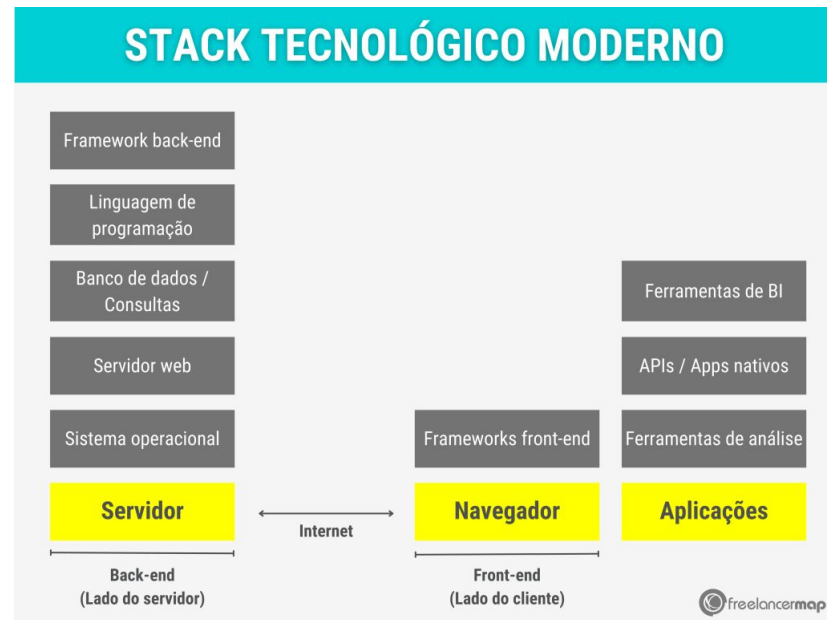 STACK TECNOLÓGICO MODERNO
Framework back-end
Linguagem de
programação
Banco de dados /
Consultas
Servidor web
Sistema operacional
Servidor
Back-end
(Lado do servidor)
Internet
Frameworks front-end
Navegador
Front-end
(Lado do cliente)
Ferramentas de BI
APIs / Apps nativos
Ferramentas de análise
Aplicações
freelancermap